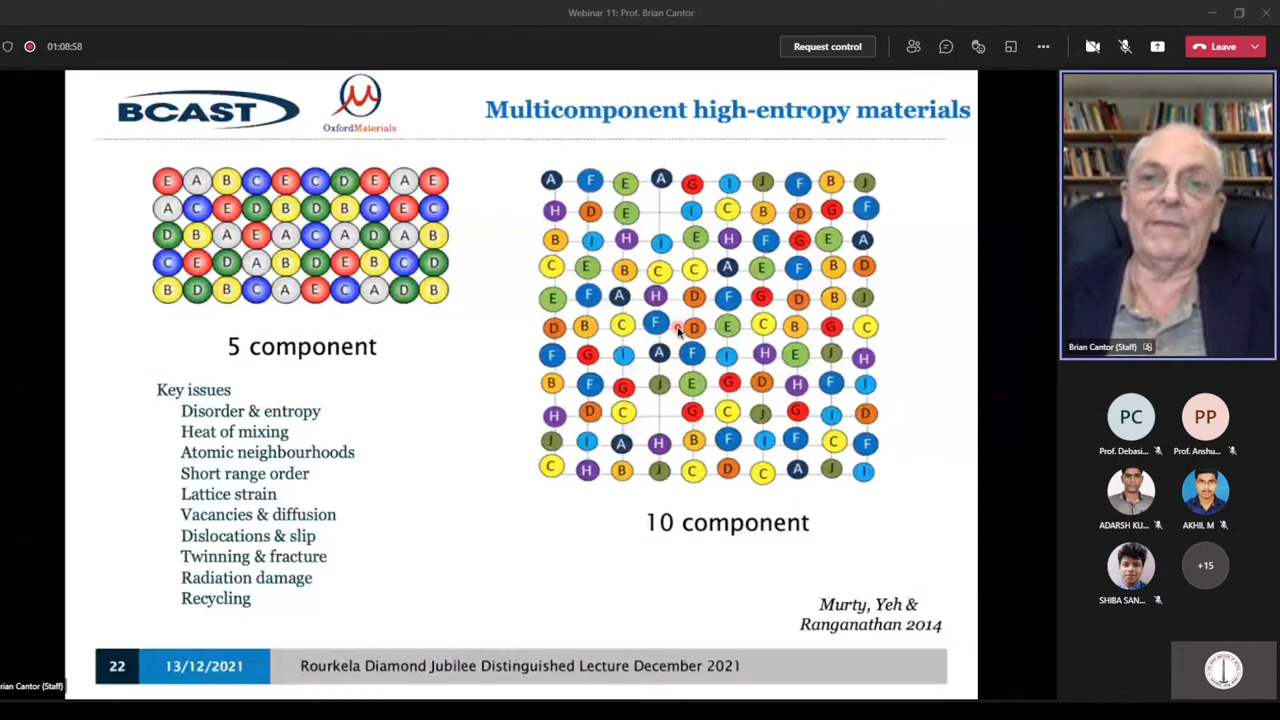 Webinar 11: Prof. Brian Cantor
01:08:58
Request control
Leave
BCAST
OxfordMaterials
Multicomponent high-entropy materials
E A B C E C D E A E
A C E D B D B C E C
D B A E A C A D A B
C E D A B D E B C D
B D B C A E C A D B
5 component
Key issues
Disorder & entropy
Heat of mixing
Atomic neighbourhoods
Short range order
Lattice strain
Vacancies & diffusion
Dislocations & slip
Twinning & fracture
Radiation damage
Recycling
A F E A G I J F B J
H D E I C B D G F
B I H I E H F G E A
C E B C C A E F B D
E F A H D F G D B J
D B C F D E C B G C
F G I A F I H E J H
B F G J E G D H F I
H D C G C J G I D
J I A H B F I F C F
C H B J C D C A J I
10 component
Murty, Yeh &
Ranganathan 2014
22
13/12/2021
Rourkela Diamond Jubilee Distinguished Lecture December 2021
rian Cantor (Staff)
Brian Cantor (Staff)
PC
PP
Prof. Debasi...
Prof. Anshu...
ADARSH KU...
AKHIL M
SHIBA SAN...
+15